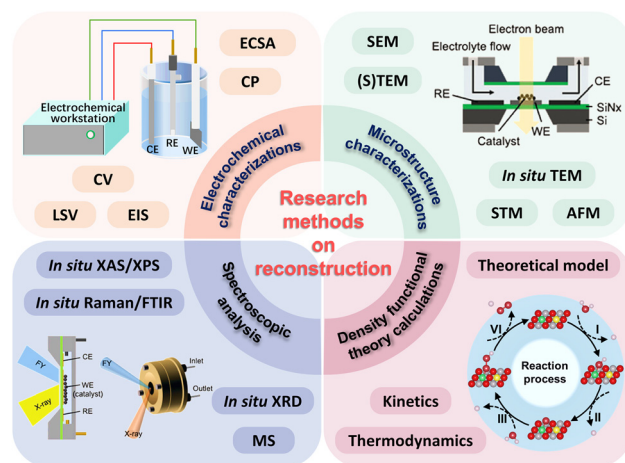 ECSA
CP
Electrochemical
workstation
CE
RE
WE
CV
LSV
EIS
Electrochemical
characterizations
SEM
(S)TEM
Electron beam
Electrolyte flow
CE
RE
SiNx
Si
WE
Catalyst
In situ TEM
STM
AFM
Microstructure
characterizations
Research
methods
on
reconstruction
In situ XAS/XPS
In situ Raman/FTIR
Spectroscopic
analysis
FY
CE
WE
(catalyst)
X-ray
RE
FY
Inlet
Outlet
X-ray
In situ XRD
MS
Density functional
theory calculations
Theoretical model
VI
I
Reaction
process
III
II
Kinetics
Thermodynamics